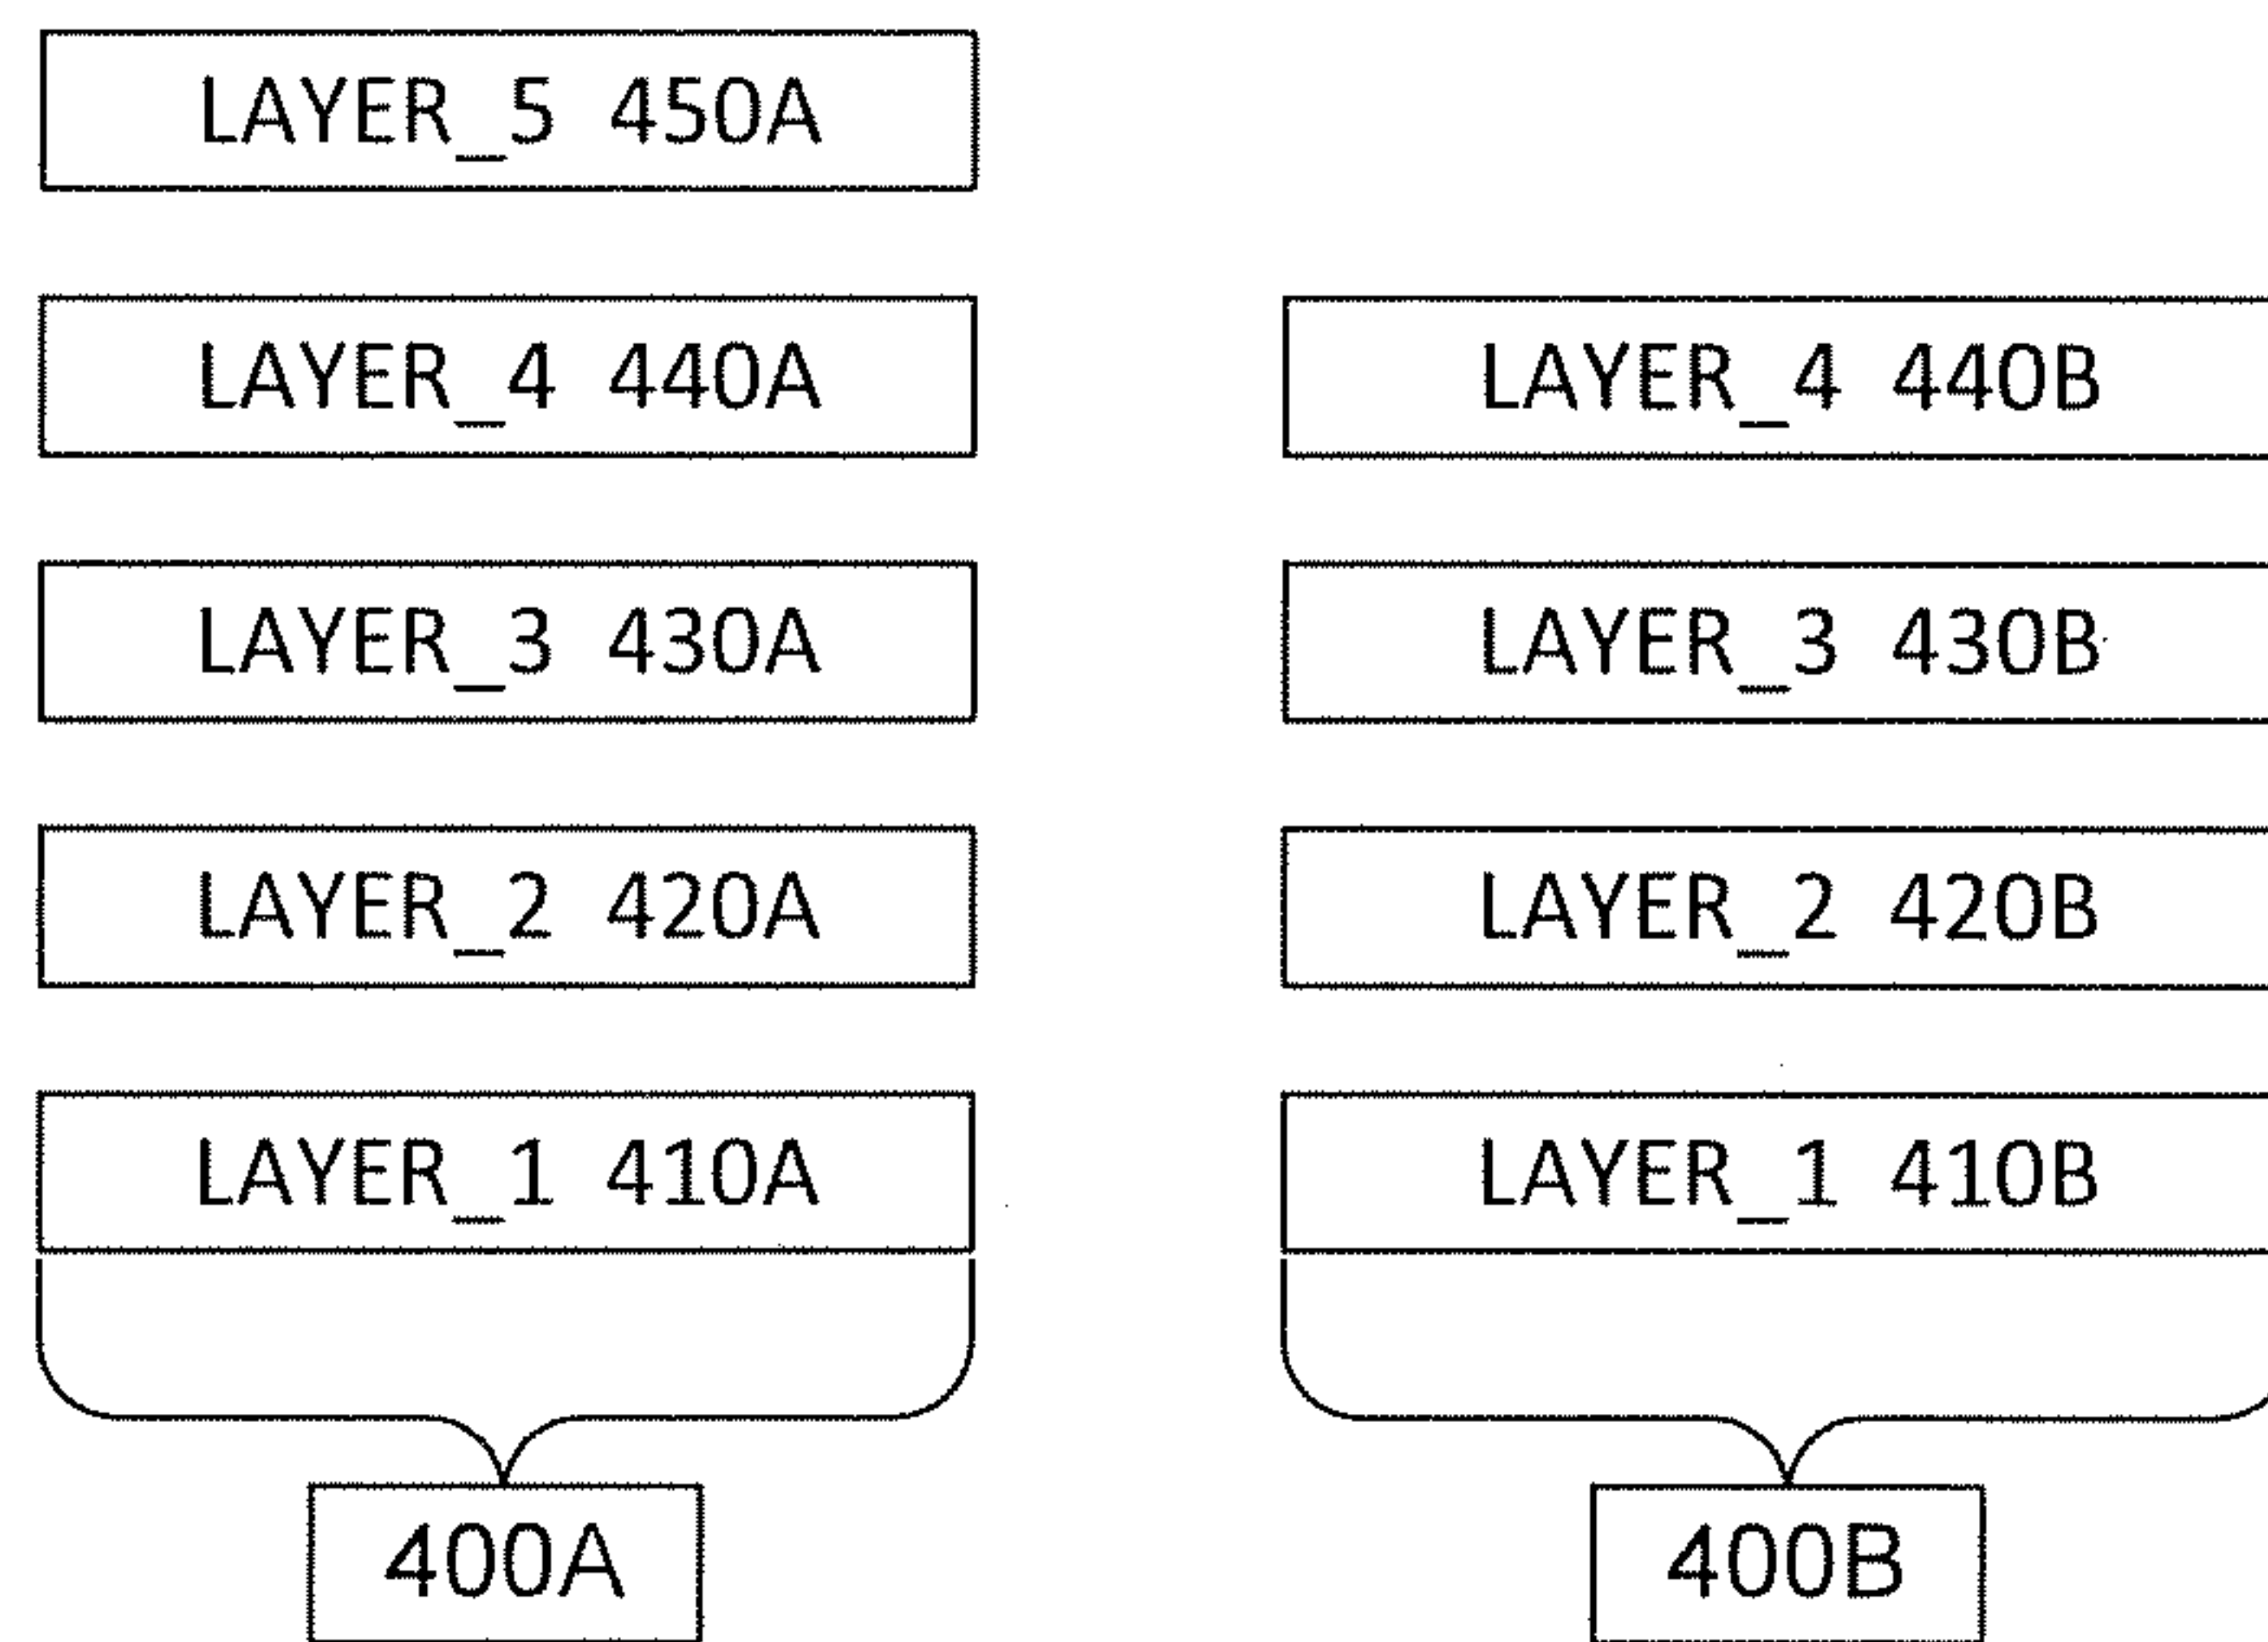 LAYER_5 450A
LAYER_4 440A
LAYER_3 430A
LAYER_2 420A
LAYER_1 410A
400A
LAYER_4 440B
LAYER_3 430B
LAYER_2 420B
LAYER_1 410B
400B